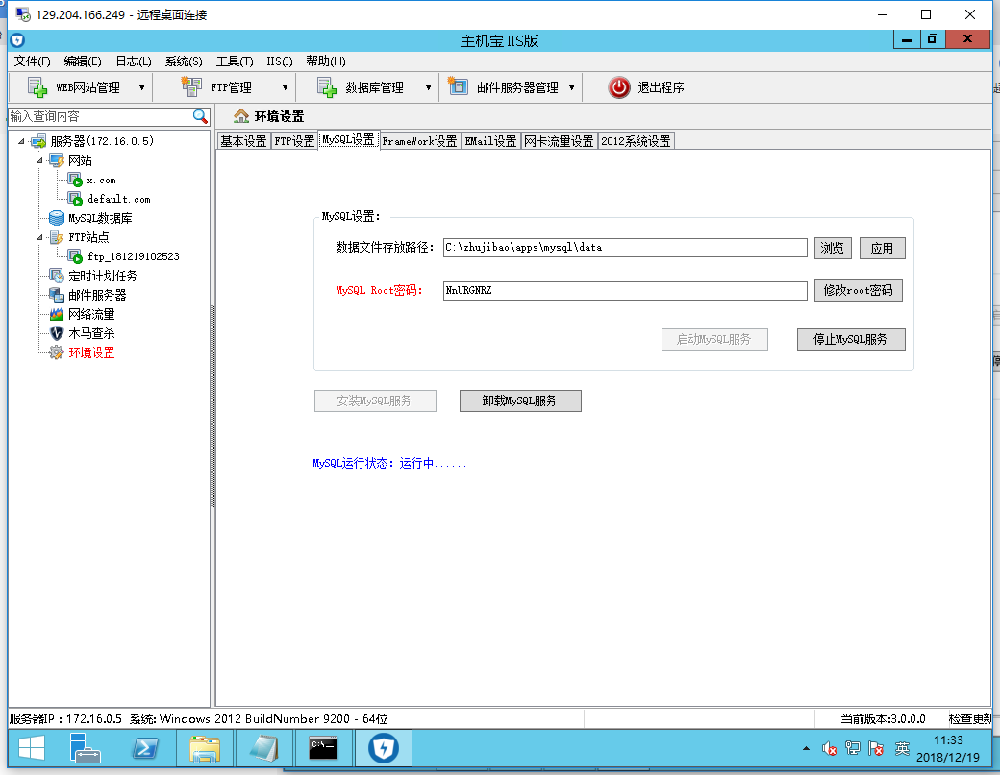 129.204.166.249 - 远程桌面连接
主机宝 IIS版
文件(F) 编辑(E) 日志(L) 系统(S) 工具(T) IIS(I) 帮助(H)
WEB网站管理 FTP管理 数据库管理 邮件服务器管理 退出程序
输入查询内容
环境设置
服务器(172.16.0.5)
网站
x.com
default.com
MySQL数据库
FTP站点
ftp_181219102523
定时计划任务
邮件服务器
网络流量
木马查杀
环境设置
基本设置 FTP设置 MySQL设置 FrameWork设置 EMail设置 网卡流量设置 2012系统设置
MySQL设置:
数据文件存放路径: C:\zhujibao\apps\mysql\data 浏览 应用
MySQL Root密码: NnURGNRZ 修改root密码
启动MySQL服务 停止MySQL服务
安装MySQL服务 卸载MySQL服务
MySQL运行状态: 运行中......
服务器IP：172.16.0.5 系统: Windows 2012 BuildNumber 9200 - 64位 当前版本:3.0.0.0 检查更新
C:\_
英
11:33
2018/12/19